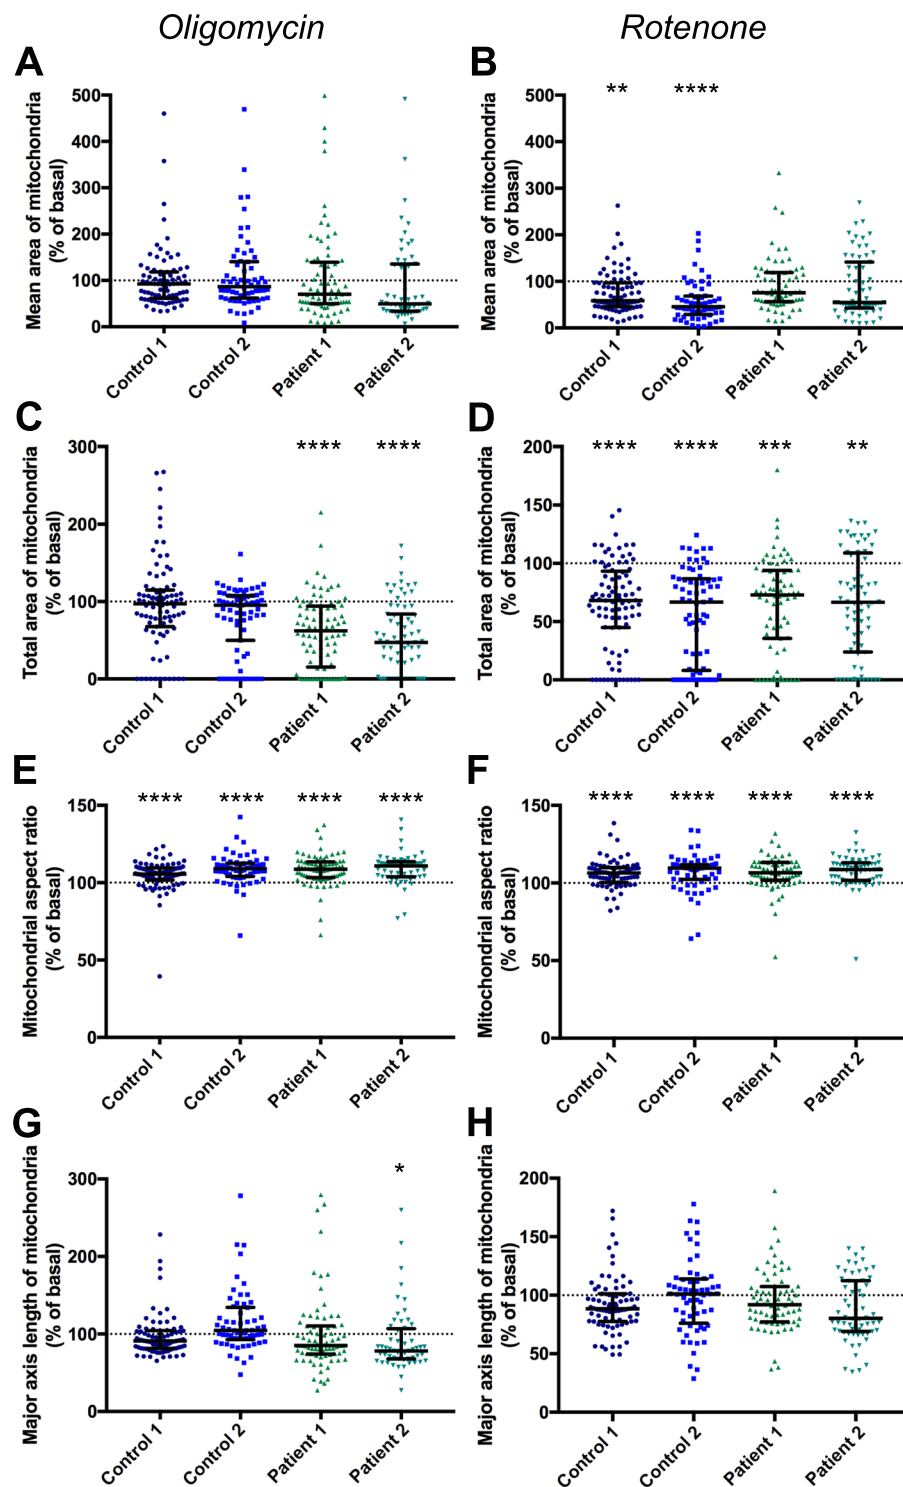 Oligomycin
Rotenone
A
Mean area of mitochondria
(% of basal)
500
400
300
200
100
0
Control 1
Control 2
Patient 1
Patient 2
B
** ****
Mean area of mitochondria
(% of basal)
500
400
300
200
100
0
Control 1
Control 2
Patient 1
Patient 2
C
**** ****
Total area of mitochondria
(% of basal)
300
200
100
0
Control 1
Control 2
Patient 1
Patient 2
D
**** **** *** **
Total area of mitochondria
(% of basal)
200
150
100
50
0
Control 1
Control 2
Patient 1
Patient 2
E
**** **** **** ****
Mitochondrial aspect ratio
(% of basal)
150
100
50
0
Control 1
Control 2
Patient 1
Patient 2
F
**** **** **** ****
Mitochondrial aspect ratio
(% of basal)
150
100
50
0
Control 1
Control 2
Patient 1
Patient 2
G
*
Major axis length of mitochondria
(% of basal)
300
200
100
0
Control 1
Control 2
Patient 1
Patient 2
H
Major axis length of mitochondria
(% of basal)
200
150
100
50
0
Control 1
Control 2
Patient 1
Patient 2